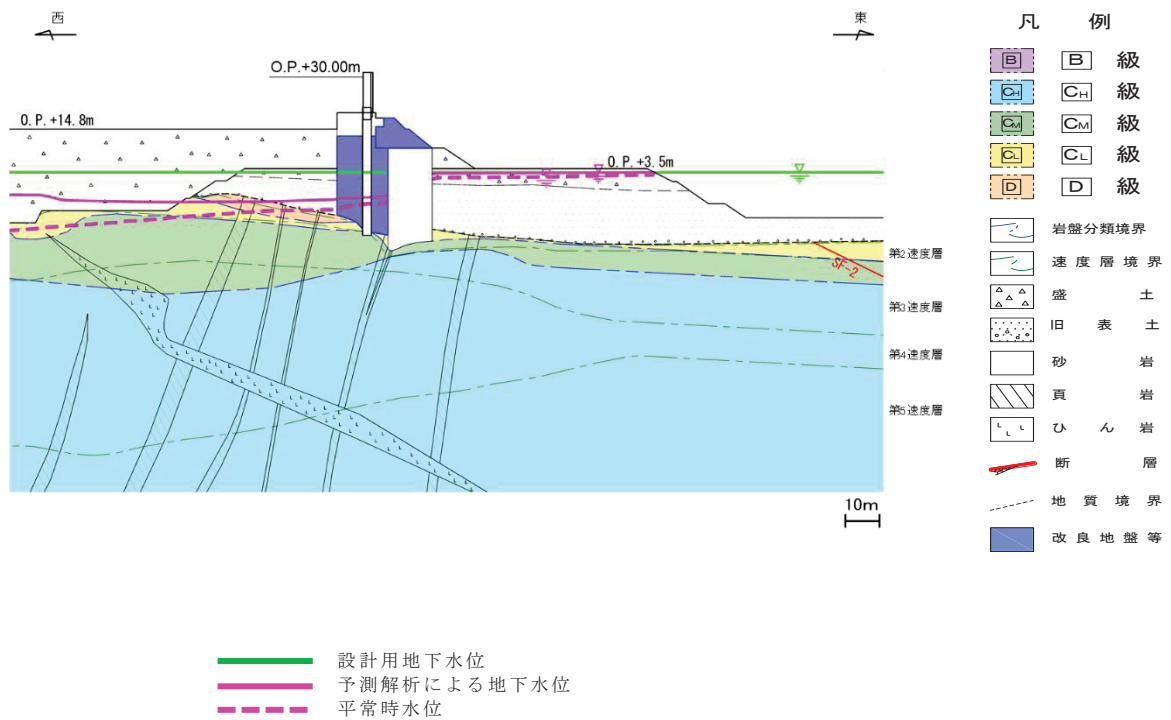 西
東
O.P.+30.00m
O.P.+14.8m
O.P.+3.5m
SF-2
第2速度層
第3速度層
第4速度層
第5速度層
10m
凡 例
B B 級
CH CH 級
CM CM 級
CL CL 級
D D 級
岩盤分類境界
速度層境界
盛土
旧表土
砂岩
頁岩
ひん岩
断層
地質境界
改良地盤等
設計用地下水位
予測解析による地下水位
平常時水位